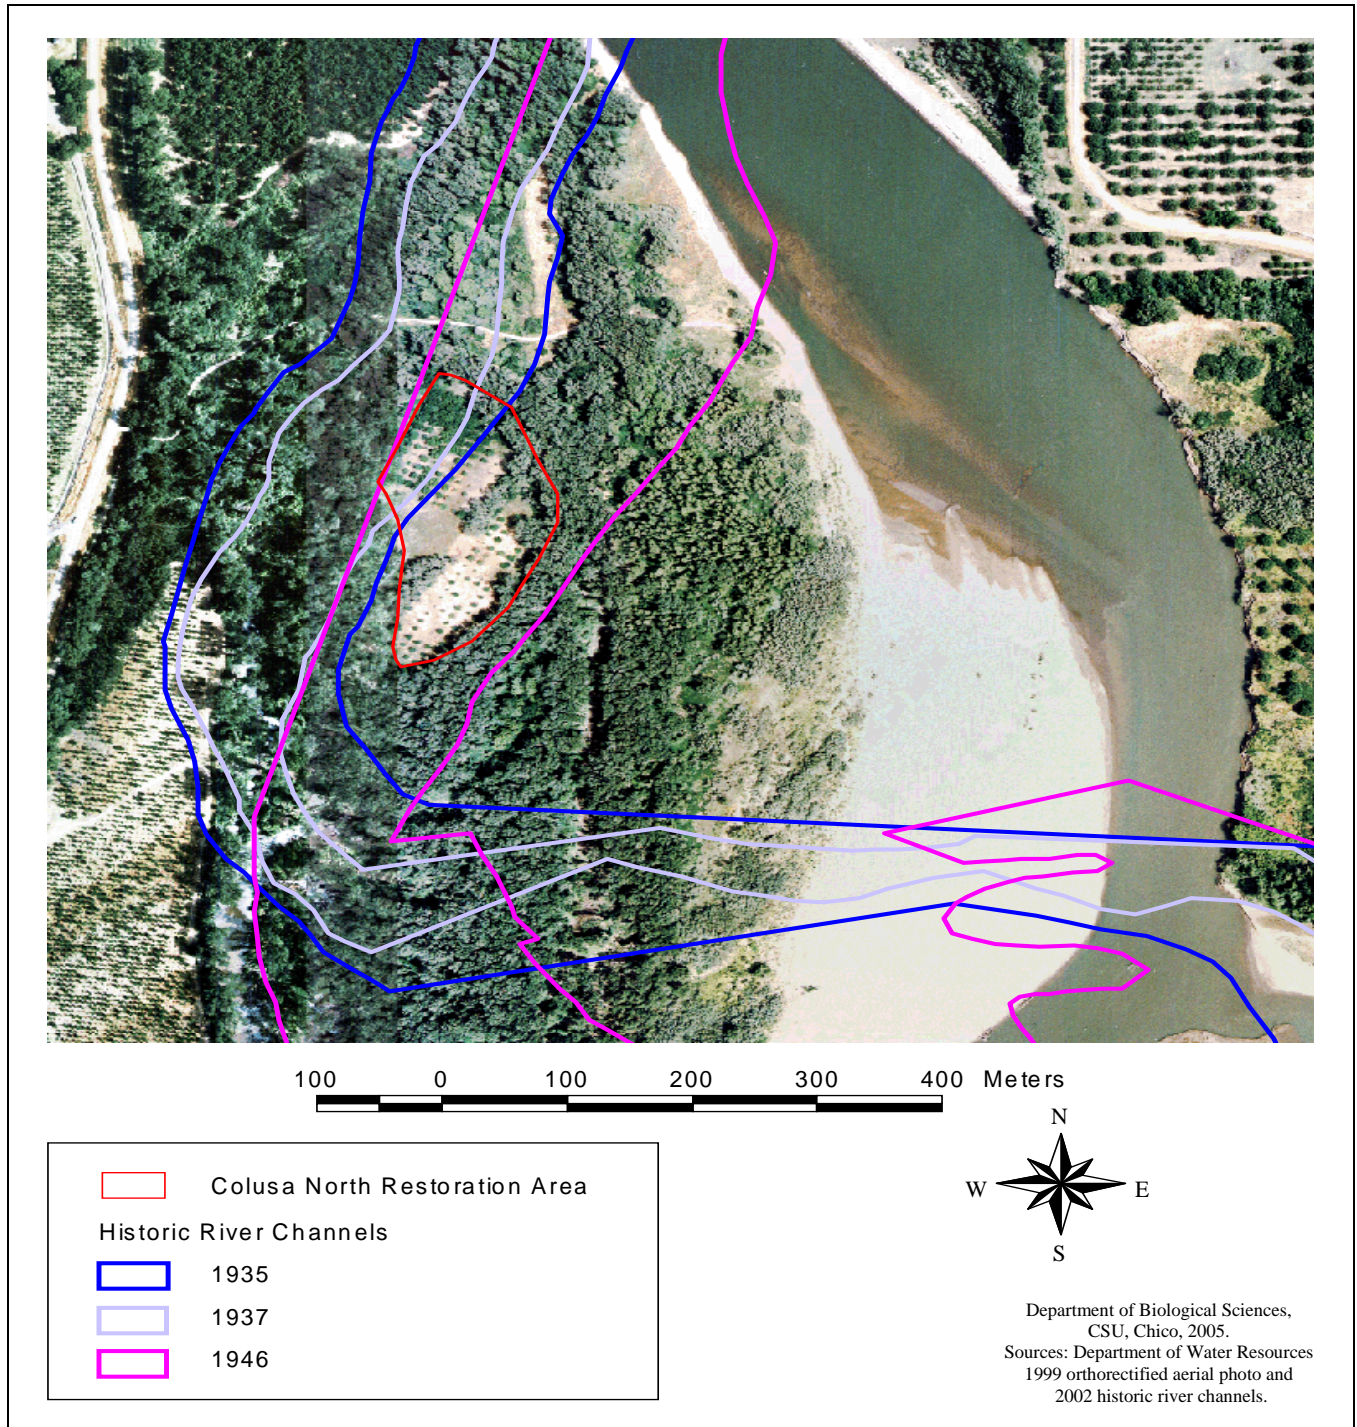 100 0 100 200 300 400 Meters
N
W E
S
Colusa North Restoration Area
Historic River Channels
1935
1937
1946
Department of Biological Sciences,
CSU, Chico, 2005.
Sources: Department of Water Resources
1999 orthorectified aerial photo and
2002 historic river channels.